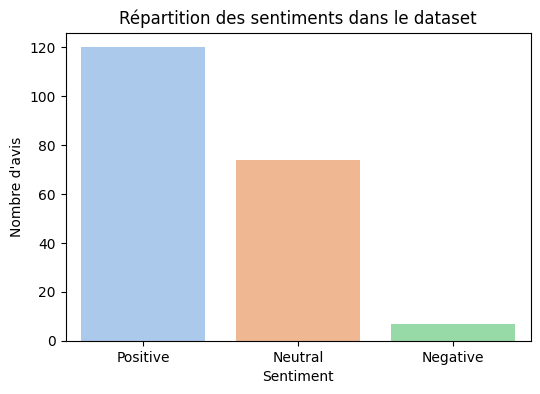 Répartition des sentiments dans le dataset
Nombre d'avis
120
100
80
60
40
20
0
Positive
Neutral
Negative
Sentiment